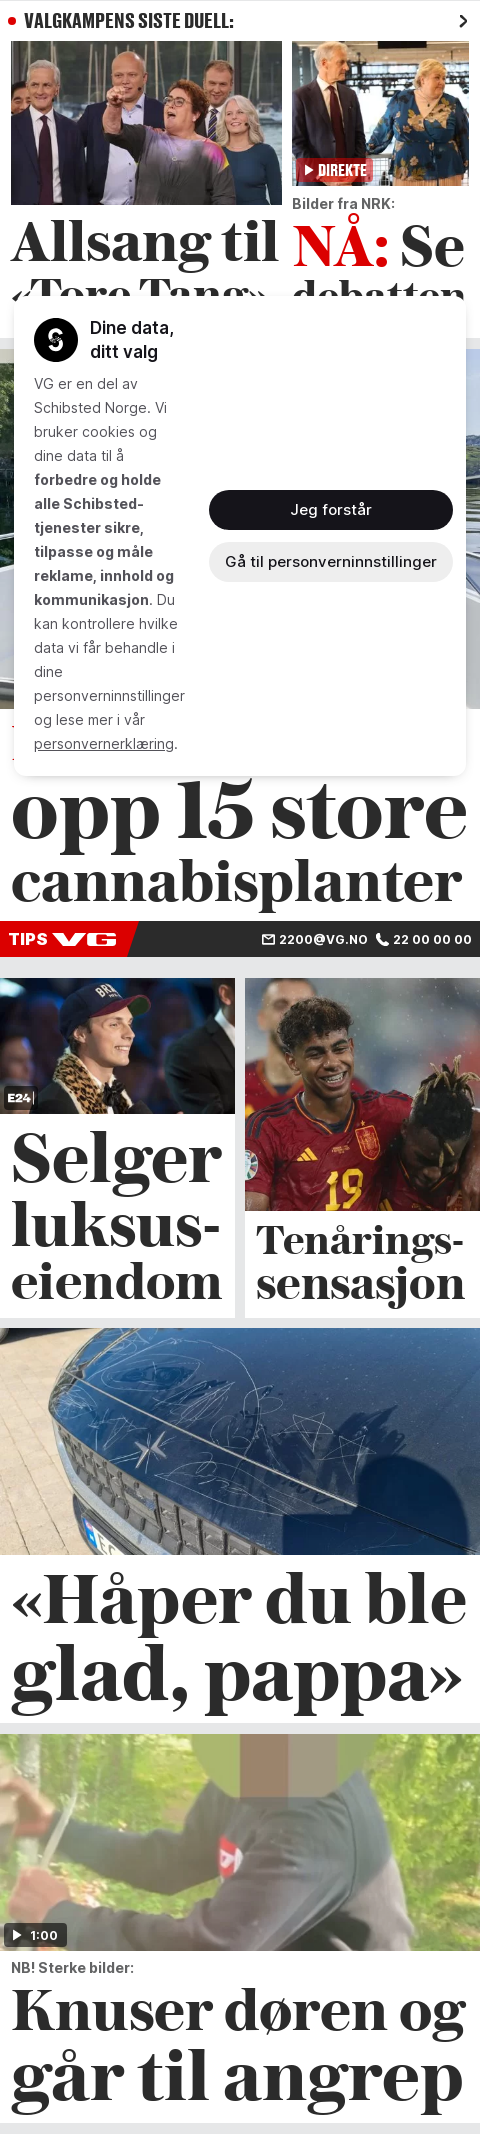 VALGKAMPENS SISTE DUELL:
DIREKTE
Bilder fra NRK:
Allsang til
«Tore Tang»
NÅ: Se
debatten
Dine data,
ditt valg
VG er en del av
Schibsted Norge. Vi
bruker cookies og
dine data til å
forbedre og holde
alle Schibsted-
tjenester sikre,
tilpasse og måle
reklame, innhold og
kommunikasjon. Du
kan kontrollere hvilke
data vi får behandle i
dine
personverninnstillinger
og lese mer i vår
personvernerklæring.
Jeg forstår
Gå til personverninnstillinger
opp 15 store
cannabisplanter
TIPS VG
2200@VG.NO 22 00 00 00
E24
Selger
luksus-
eiendom
19
Tenårings-
sensasjon
«Håper du ble
glad, pappa»
1:00
NB! Sterke bilder:
Knuser døren og
går til angrep